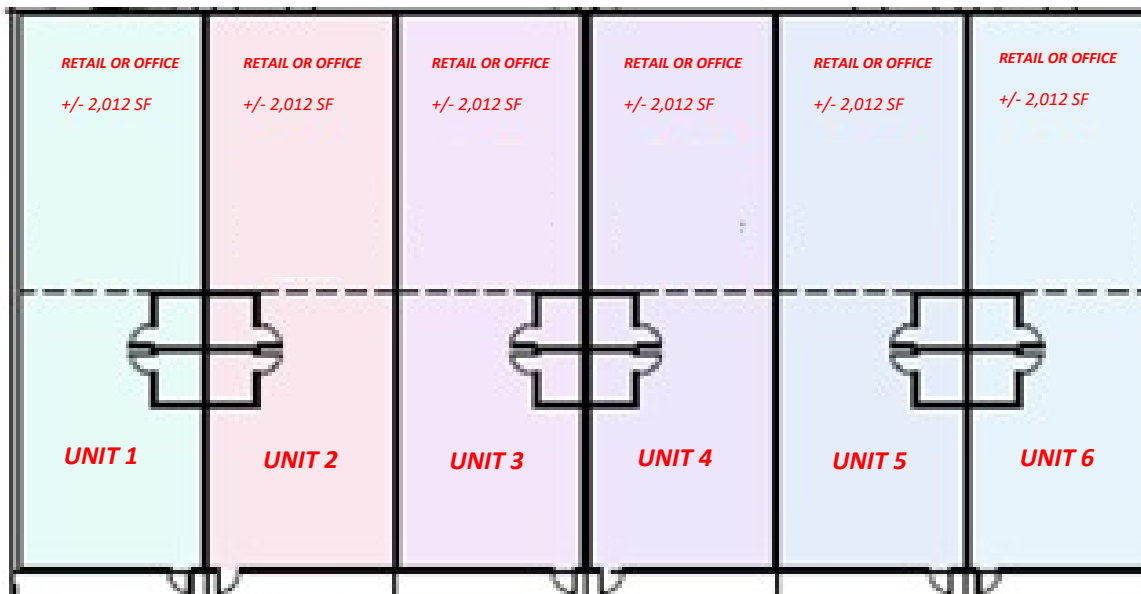 RETAIL OR OFFICE
+/- 2,012 SF
RETAIL OR OFFICE
+/- 2,012 SF
RETAIL OR OFFICE
+/- 2,012 SF
RETAIL OR OFFICE
+/- 2,012 SF
RETAIL OR OFFICE
+/- 2,012 SF
RETAIL OR OFFICE
+/- 2,012 SF
UNIT 1
UNIT 2
UNIT 3
UNIT 4
UNIT 5
UNIT 6